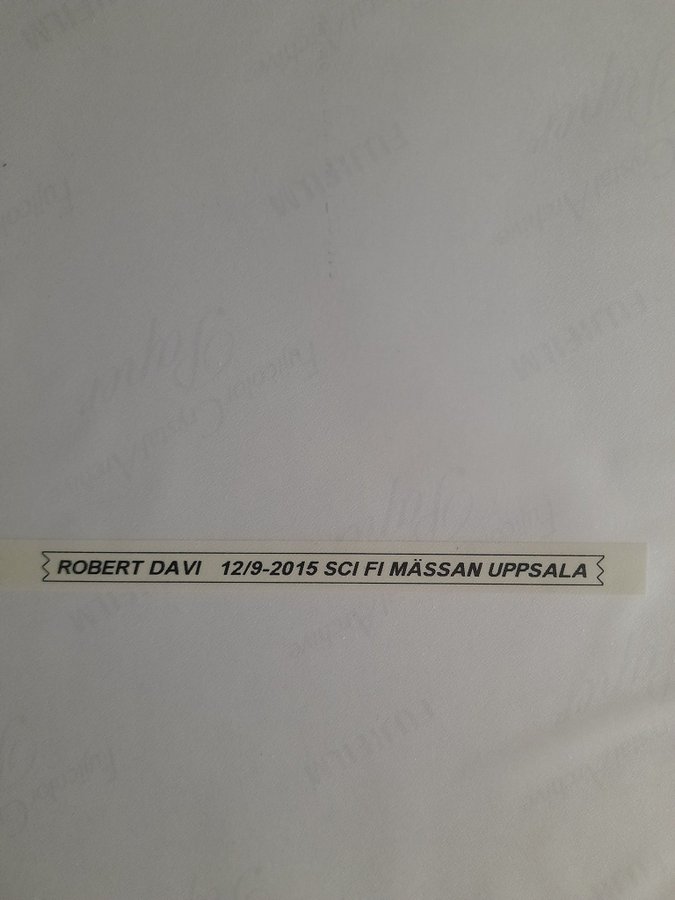 ROBERT DAVI 12/9-2015 SCI FI MÄSSAN UPPSALA